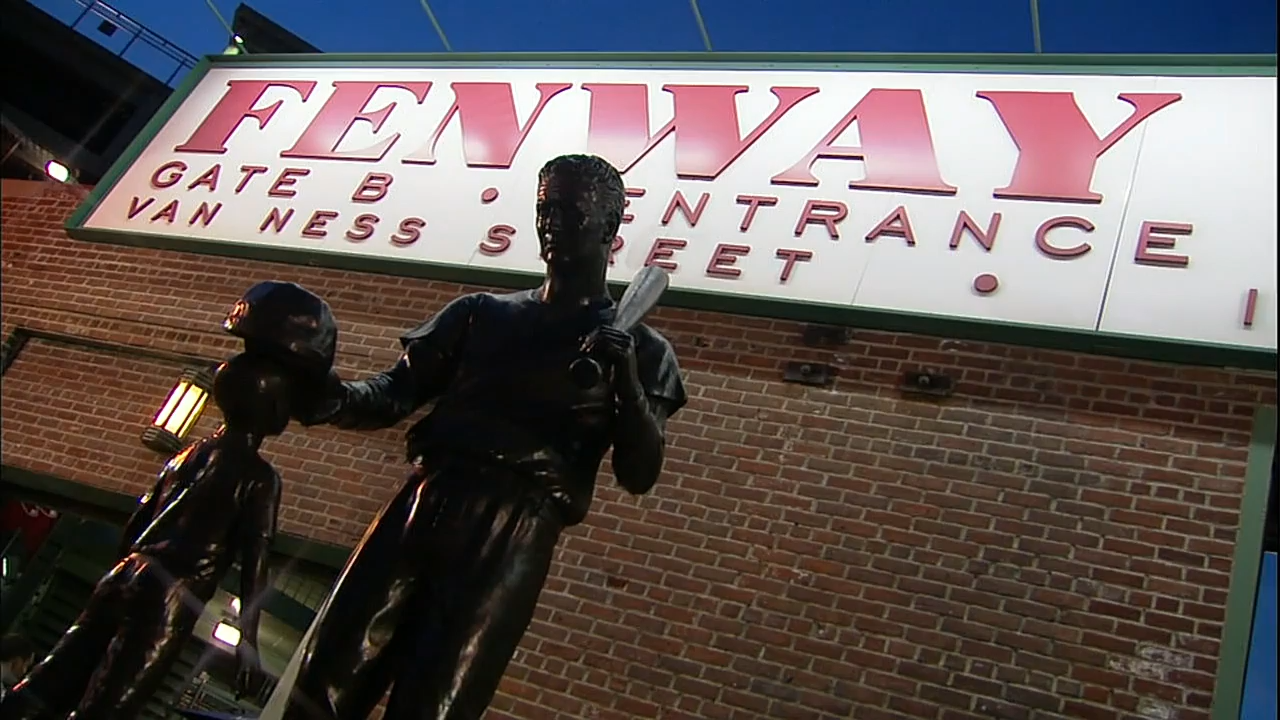 FENWAY
GATE B • ENTRANCE
VAN NESS STREET •